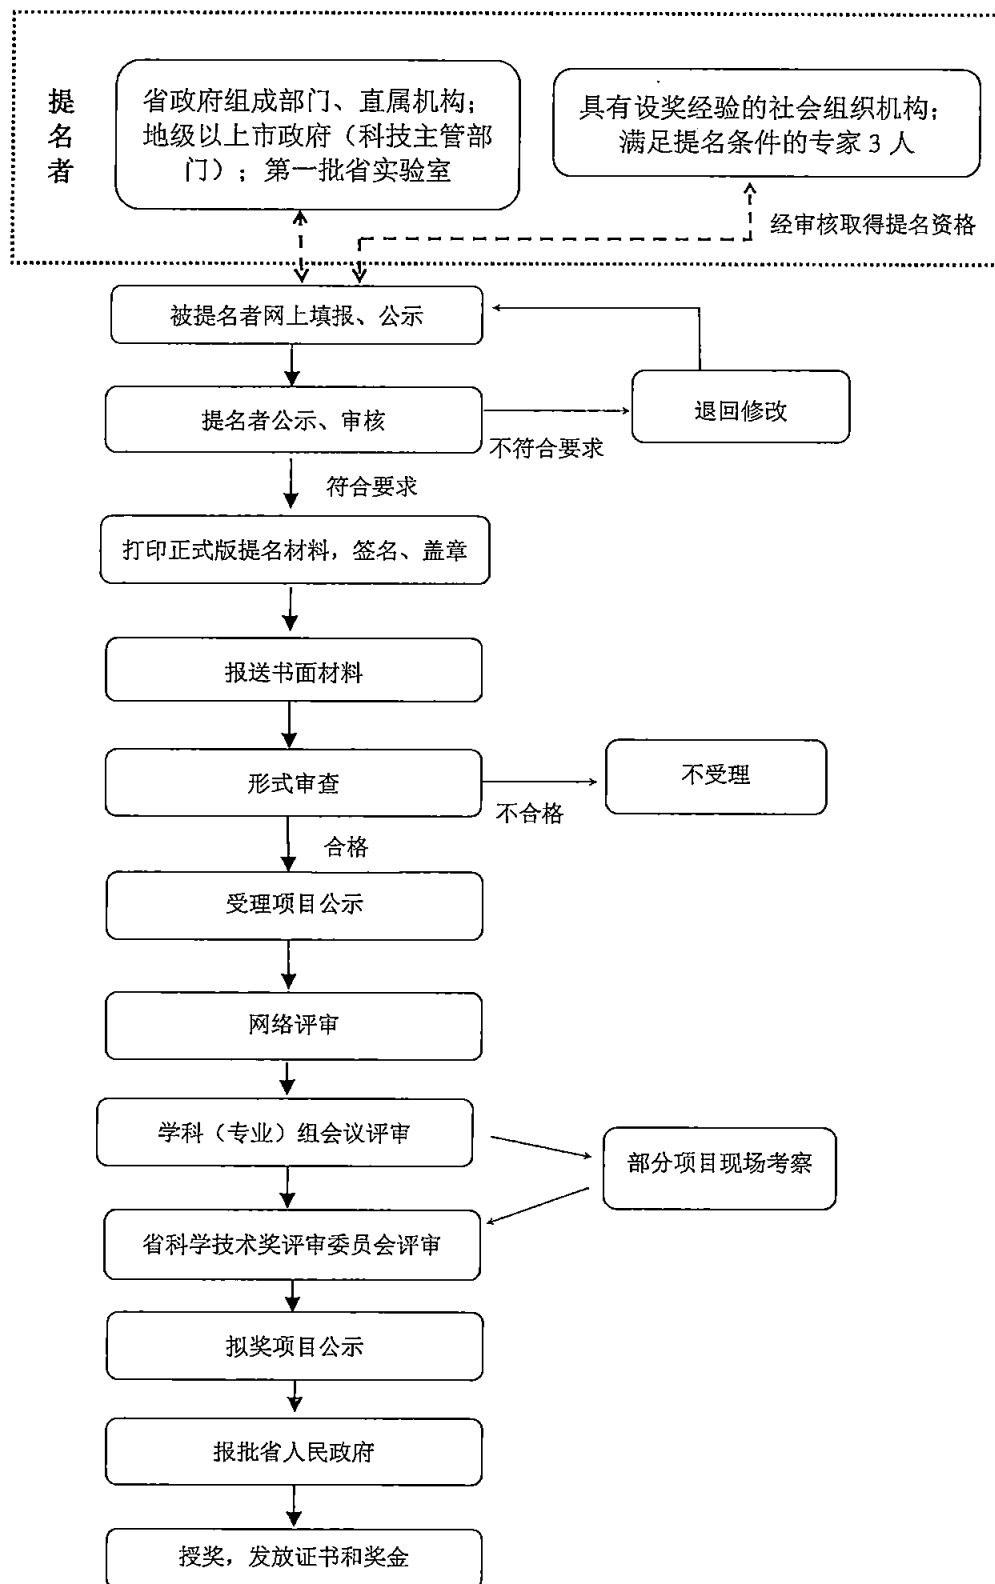 提
名
者
省政府组成部门、直属机构;
地级以上市政府(科技主管部
门);第一批省实验室
具有设奖经验的社会组织机构;
满足提名条件的专家 3 人
经审核取得提名资格
被提名者网上填报、公示
提名者公示、审核
不符合要求
退回修改
符合要求
打印正式版提名材料,签名、盖章
报送书面材料
形式审查
不合格
不受理
合格
受理项目公示
网络评审
学科(专业)组会议评审
部分项目现场考察
省科学技术奖评审委员会评审
拟奖项目公示
报批省人民政府
授奖,发放证书和奖金